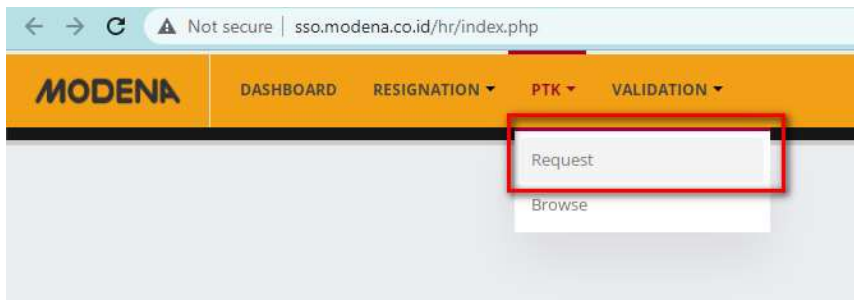 Not secure | sso.modena.co.id/hr/index.php
MODENA DASHBOARD RESIGNATION PTK VALIDATION
Request
Browse